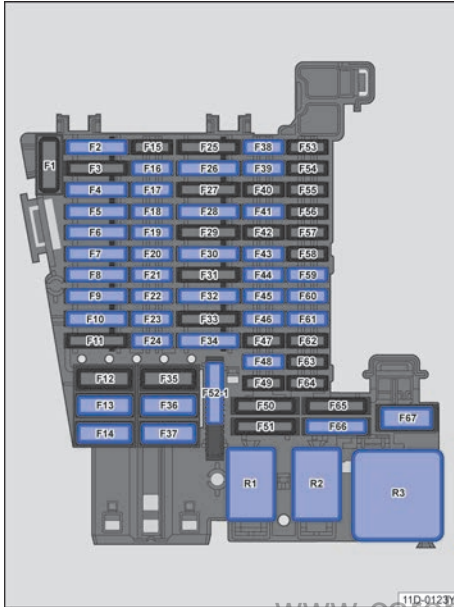 F1
F2 F15 F25 F38 F53
F3 F16 F26 F39 F54
F4 F17 F27 F40 F55
F5 F18 F28 F41 F56
F6 F19 F29 F42 F57
F7 F20 F30 F43 F58
F8 F21 F31 F44 F59
F9 F22 F32 F45 F60
F10 F23 F33 F46 F61
F11 F24 F34 F47 F62
F48 F63
F12 F35 F52-1 F49 F64
F13 F36 F50 F65
F14 F37 F51 F66 F67
R1 R2 R3
11D-0123Y